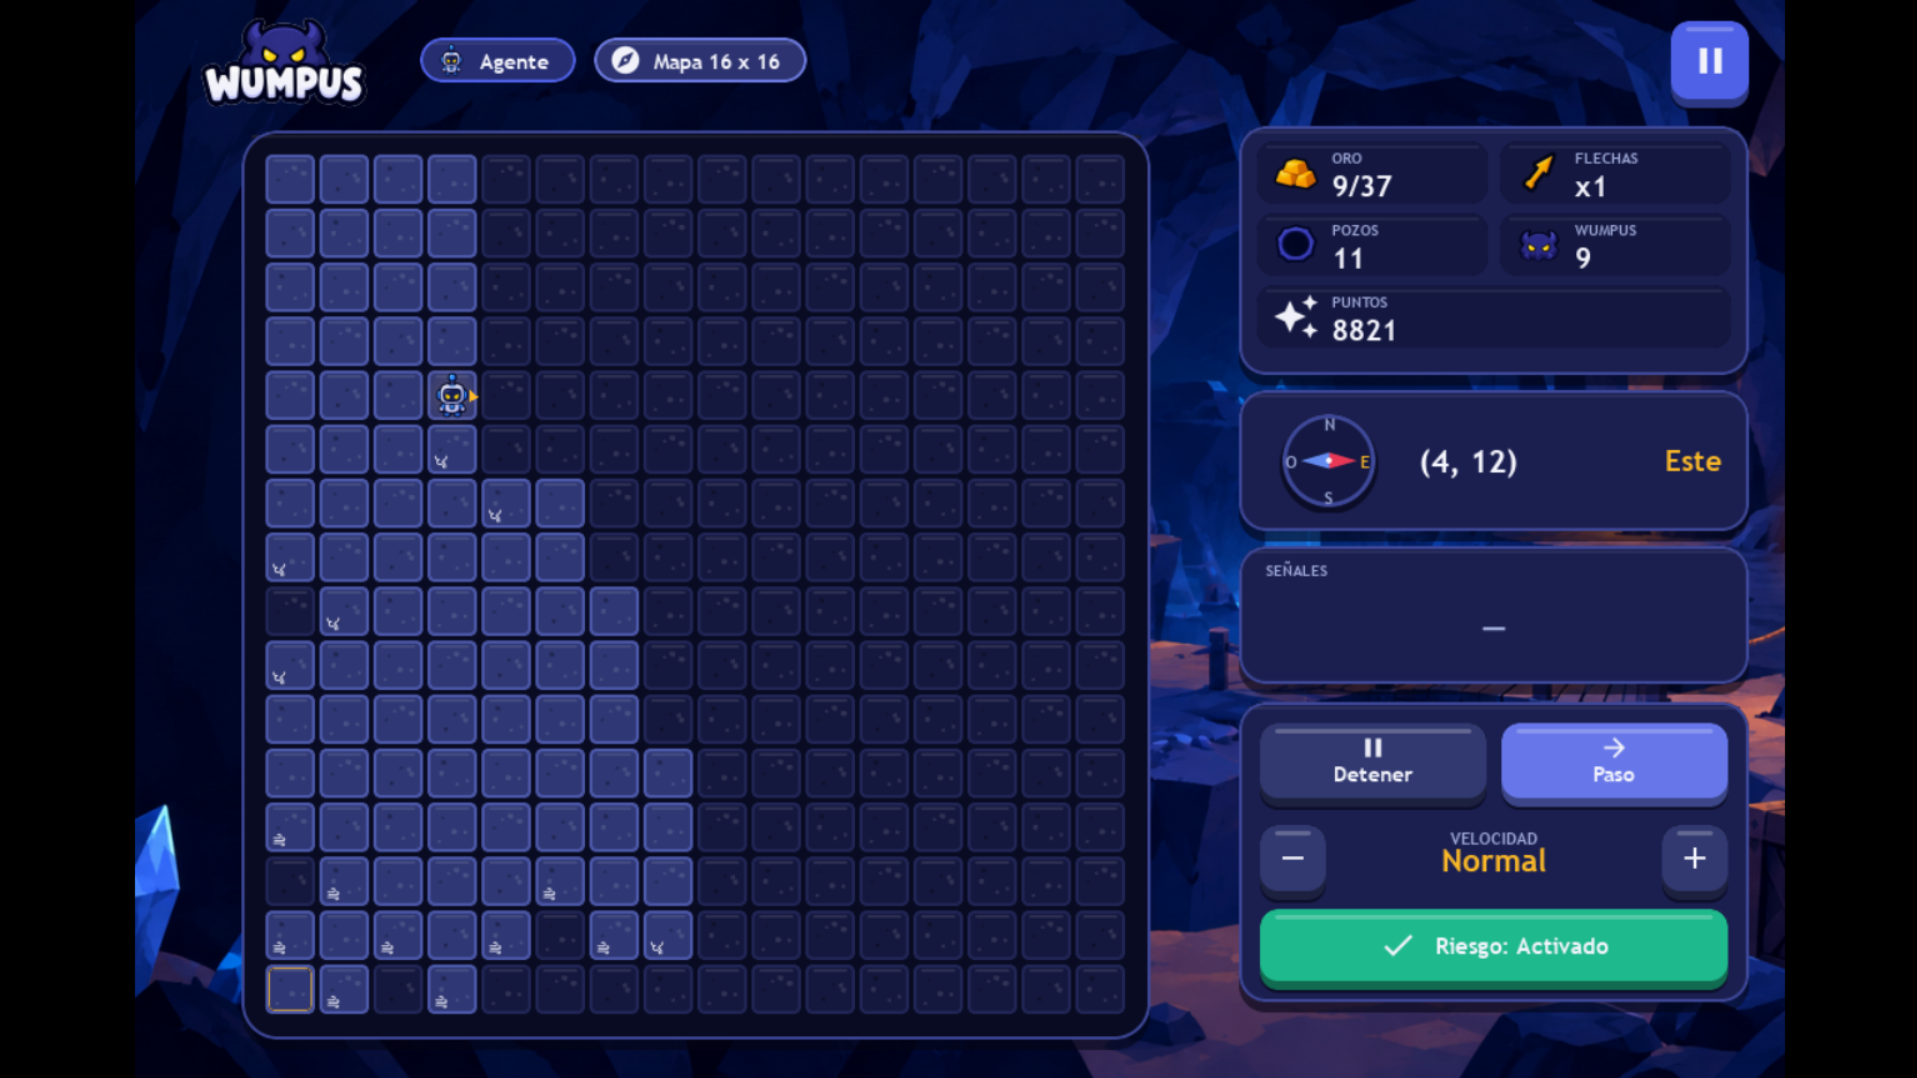 WUMPUS
Agente
Mapa 16 x 16
ORO
9/37
FLECHAS
x1
POZOS
11
WUMPUS
9
PUNTOS
8821
N
O
E
S
(4, 12)
Este
SEÑALES
—
Detener
Paso
VELOCIDAD
Normal
Riesgo: Activado